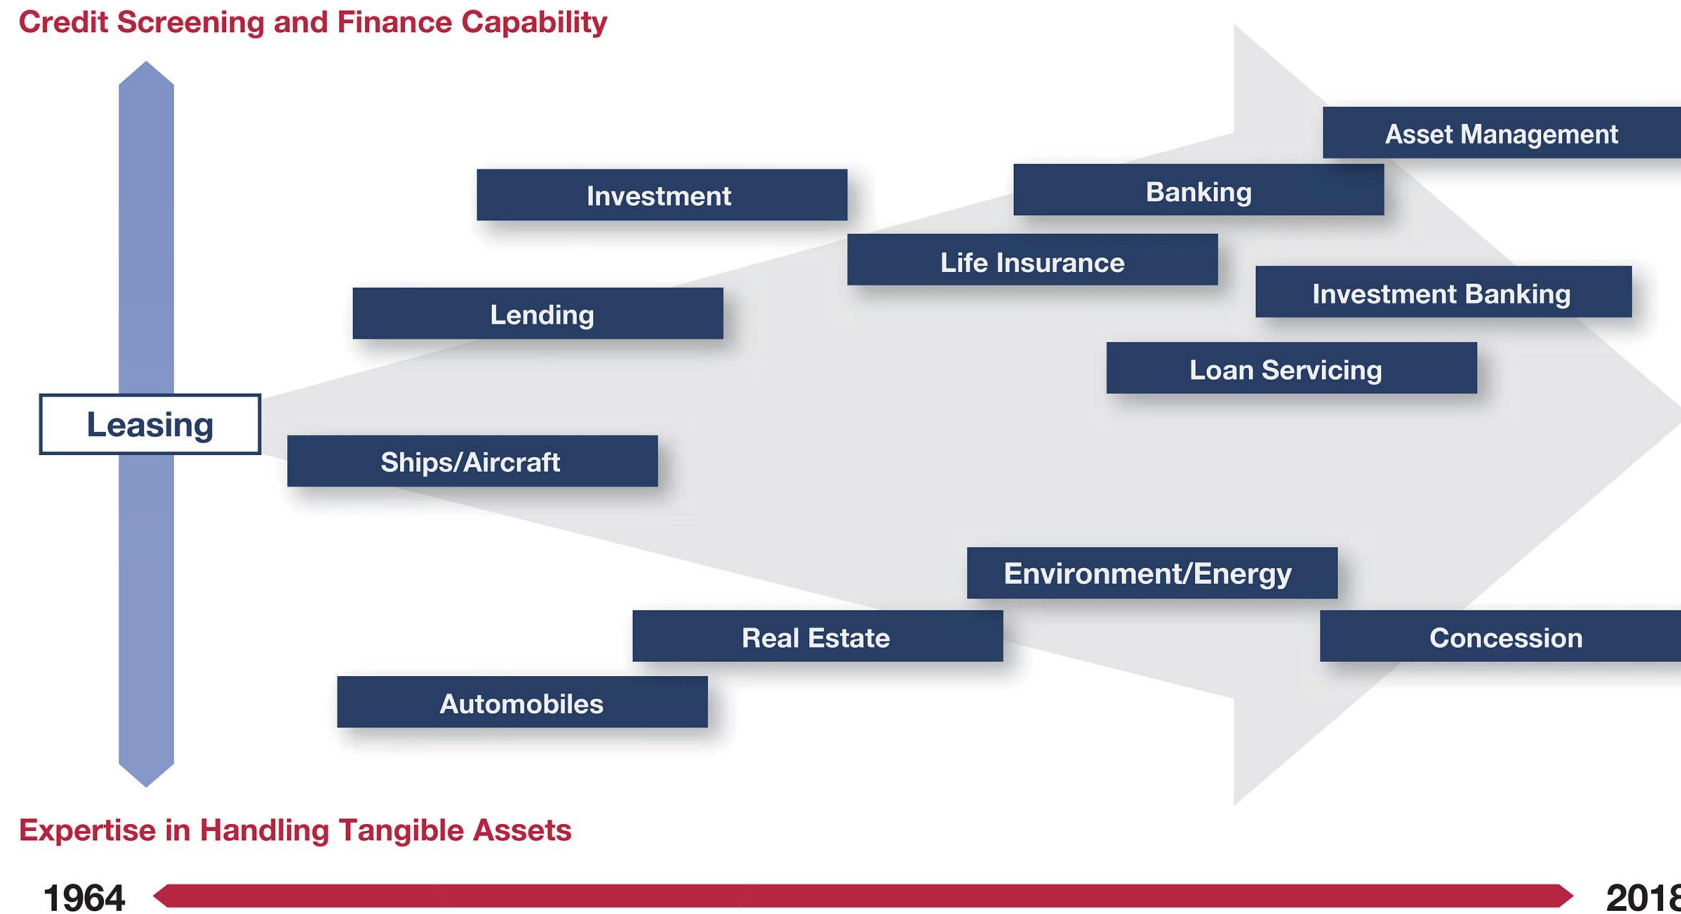 Credit Screening and Finance Capability
Asset Management
Banking
Investment
Life Insurance
Investment Banking
Lending
Loan Servicing
Leasing
Ships/Aircraft
Environment/Energy
Real Estate
Concession
Automobiles
Expertise in Handling Tangible Assets
1964
2018